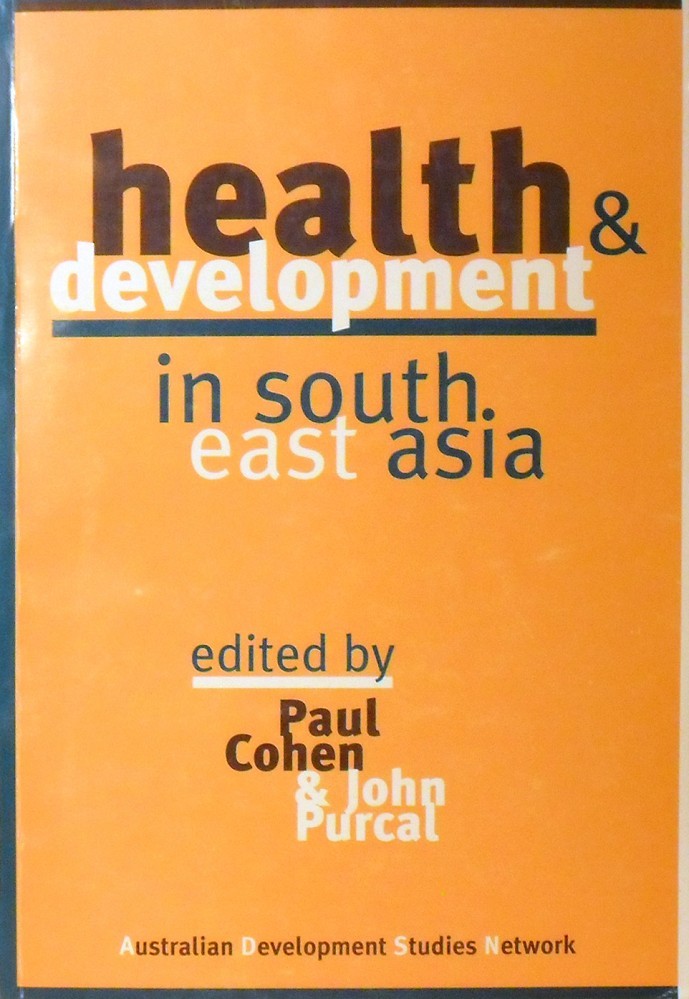 health &
development
in south
east asia
edited by
Paul
Cohen
& John
Purcal
Australian Development Studies Network